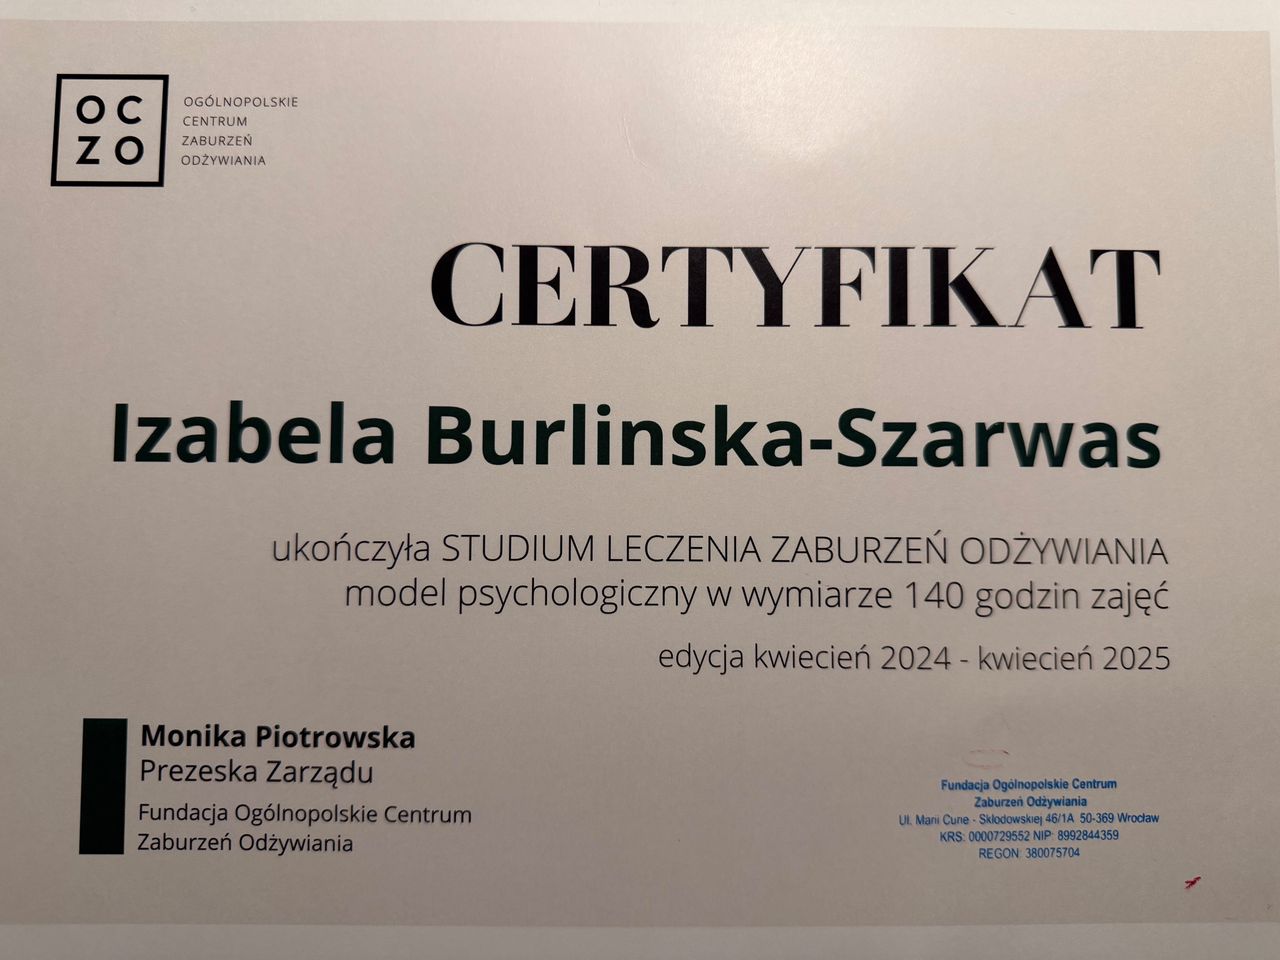 OC
ZO
OGÓLNOPOLSKIE
CENTRUM
ZABURZEŃ
ODŻYWIANIA
CERTYFIKAT
Izabela Burlinska-Szarwas
ukończyła STUDIUM LECZENIA ZABURZEŃ ODŻYWIANIA
model psychologiczny w wymiarze 140 godzin zajęć
edycja kwiecień 2024 - kwiecień 2025
Monika Piotrowska
Prezeska Zarządu
Fundacja Ogólnopolskie Centrum
Zaburzeń Odżywiania
Fundacja Ogólnopolskie Centrum
Zaburzeń Odżywiania
Ul. Marii Curie - Skłodowskiej 46/1A 50-369 Wrocław
KRS: 0000729552 NIP: 8992844359
REGON: 380075704